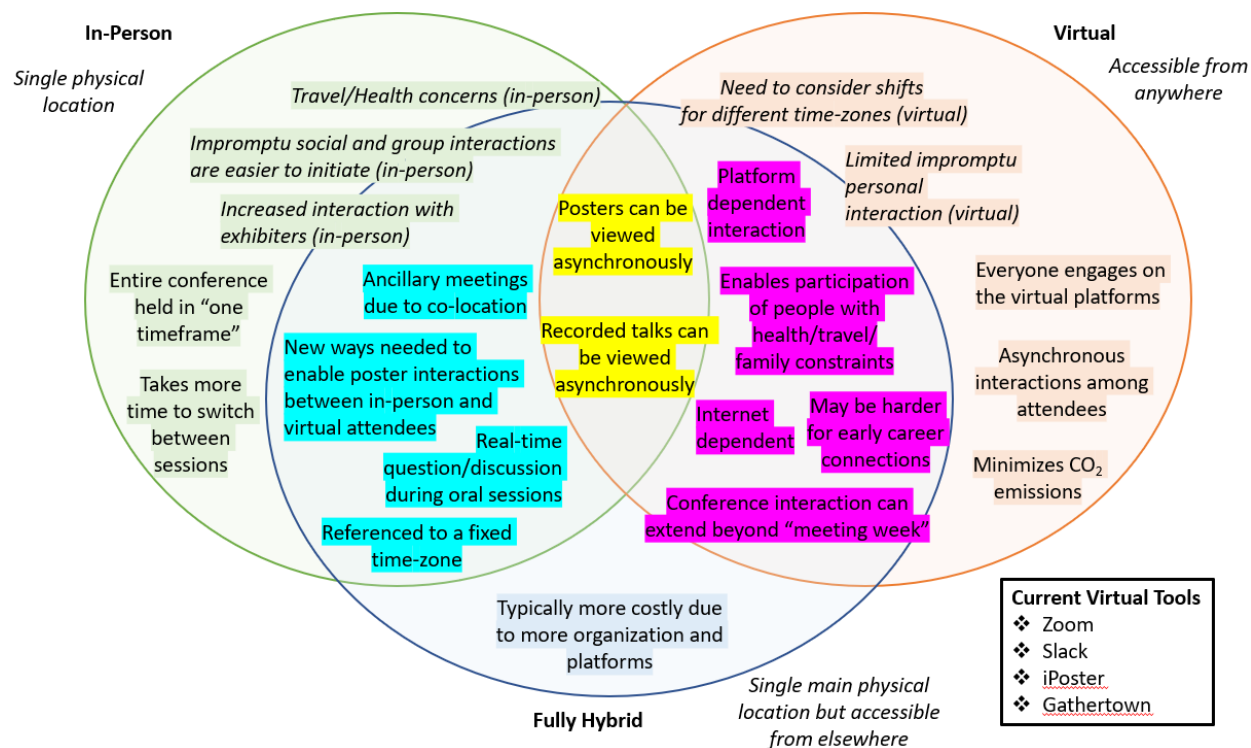 In-Person
Single physical
location
Travel/Health concerns (in-person)
Impromptu social and group interactions
are easier to initiate (in-person)
Increased interaction with
exhibiters (in-person)
Entire conference
held in “one
timeframe”
Takes more
time to switch
between
sessions
Ancillary meetings
due to co-location
New ways needed to
enable poster interactions
between in-person and
virtual attendees
Real-time
question/discussion
during oral sessions
Referenced to a fixed
time-zone
Posters can be
viewed
asynchronously
Recorded talks can
be viewed
asynchronously
Virtual
Accessible from
anywhere
Need to consider shifts
for different time-zones (virtual)
Limited impromptu
personal
interaction (virtual)
Platform
dependent
interaction
Enables participation
of people with
health/travel/
family constraints
Internet
dependent
May be harder
for early career
connections
Conference interaction can
extend beyond “meeting week”
Everyone engages on
the virtual platforms
Asynchronous
interactions among
attendees
Minimizes CO₂
emissions
Typically more costly due
to more organization and
platforms
Fully Hybrid
Single main physical
location but accessible
from elsewhere
Current Virtual Tools
❖ Zoom
❖ Slack
❖ iPoster
❖ Gathertown